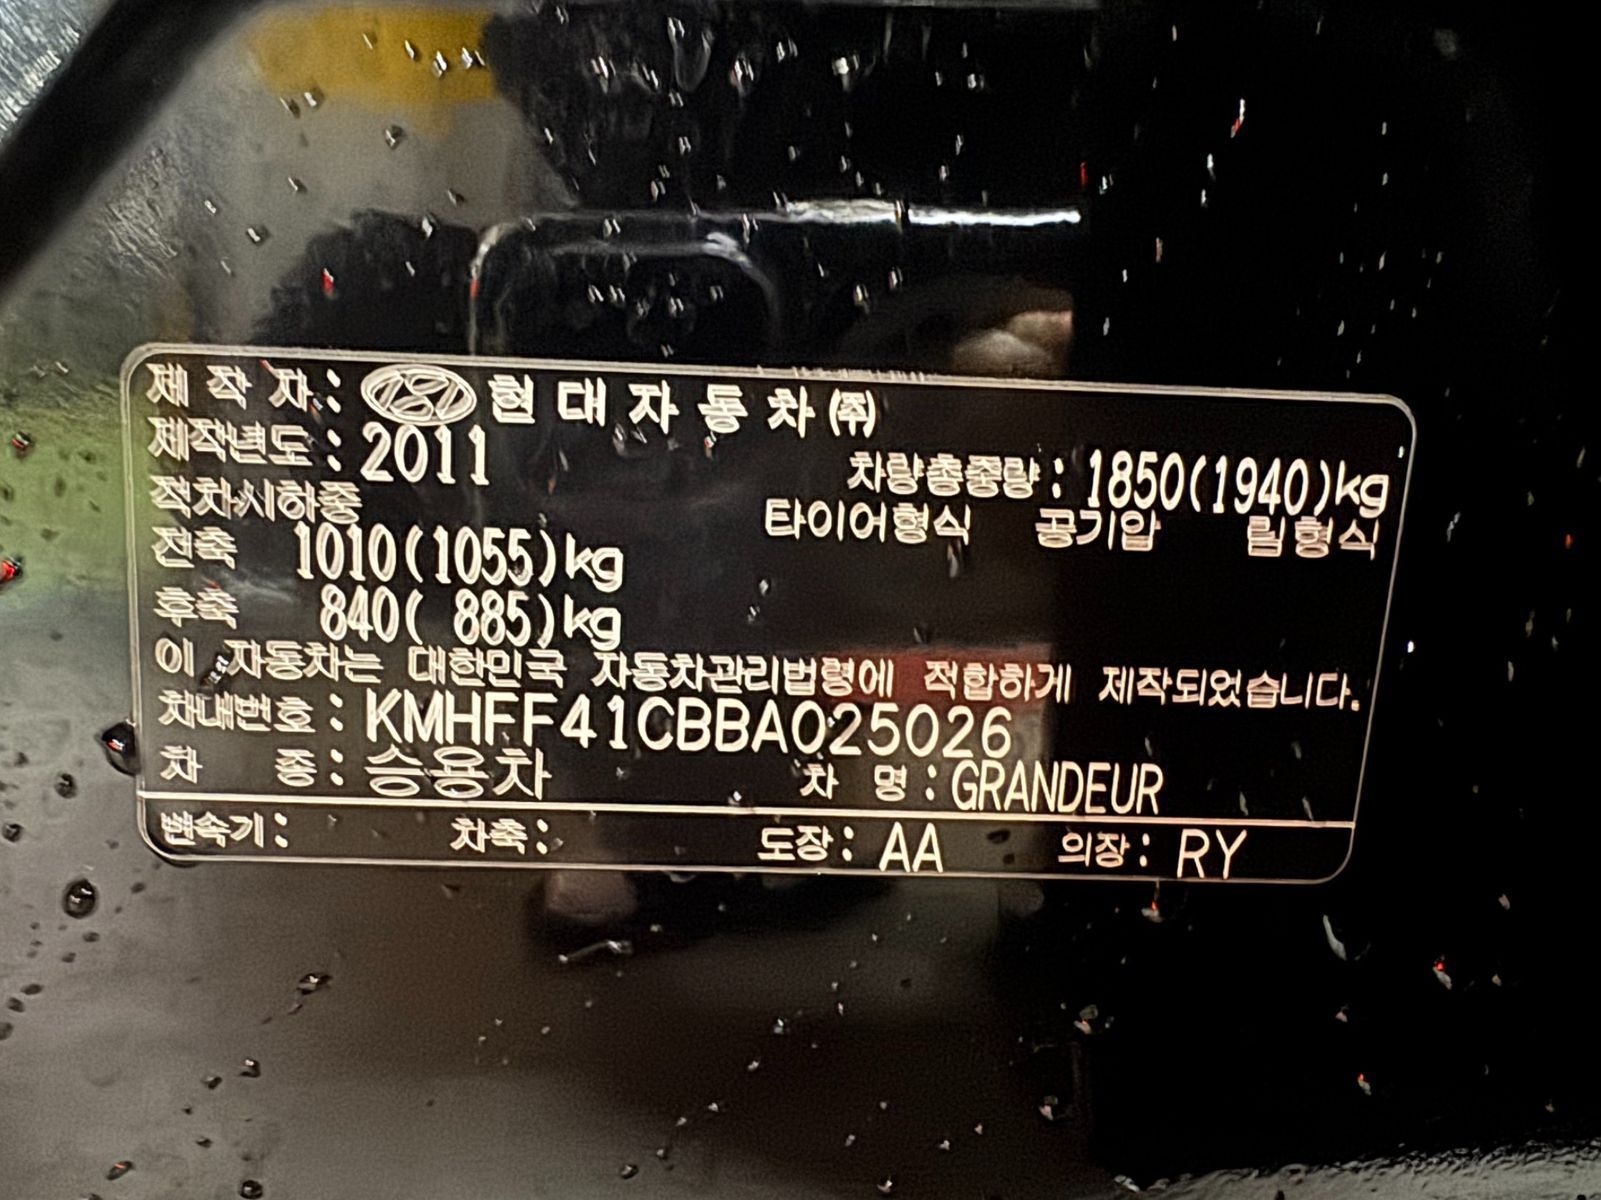 제 작 자 : 현 대 자 동 차 ㈜
제작년도 : 2011
차량총중량 : 1850(1940)kg
적차시하중
타이어형식 공기압 림형식
전축 1010(1055)kg
후축 840( 885)kg
이 자동차는 대한민국 자동차관리법령에 적합하게 제작되었습니다.
차대번호 : KMHFF41CBBA025026
차 종 : 승용차 차 명 : GRANDEUR
변속기 : 차축 : 도장 : AA 의장 : RY